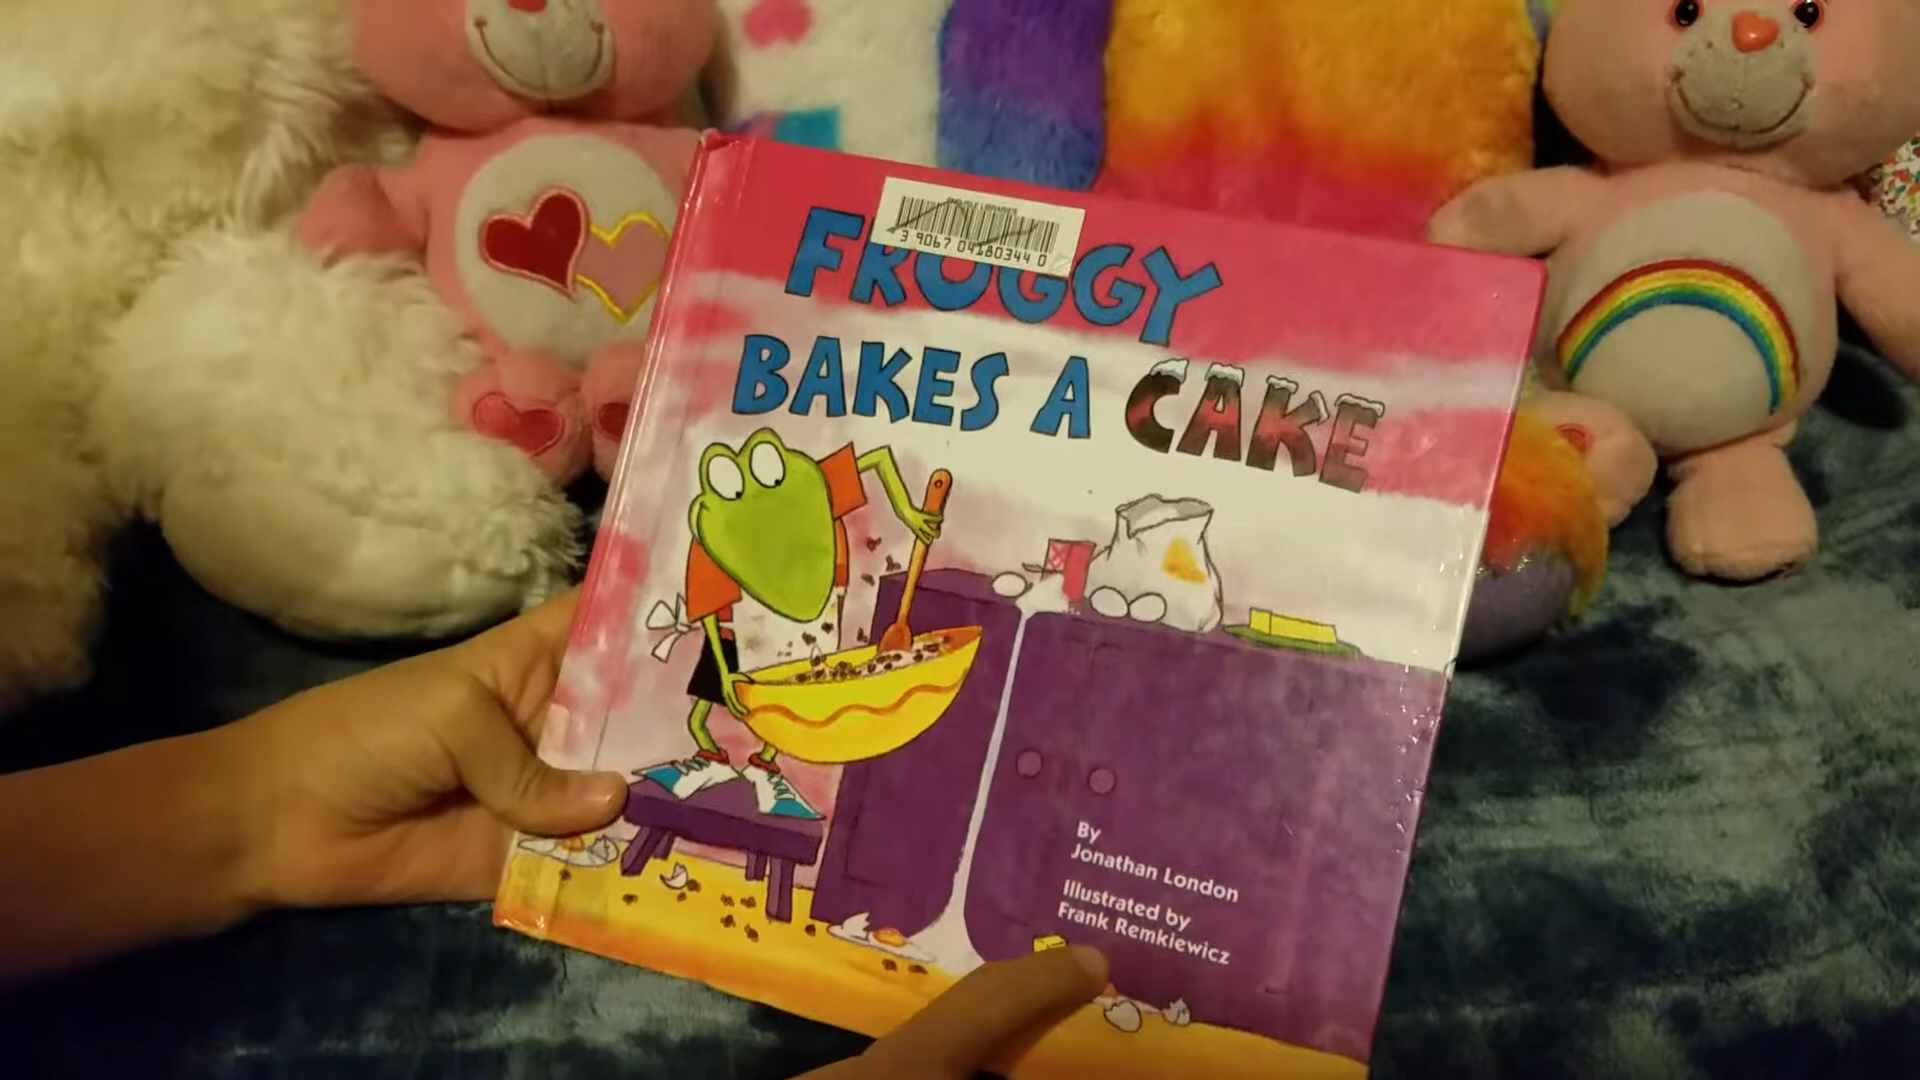 3 9067 04180344 0
FROGGY
BAKES A CAKE
By
Jonathan London
Illustrated by
Frank Remkiewicz